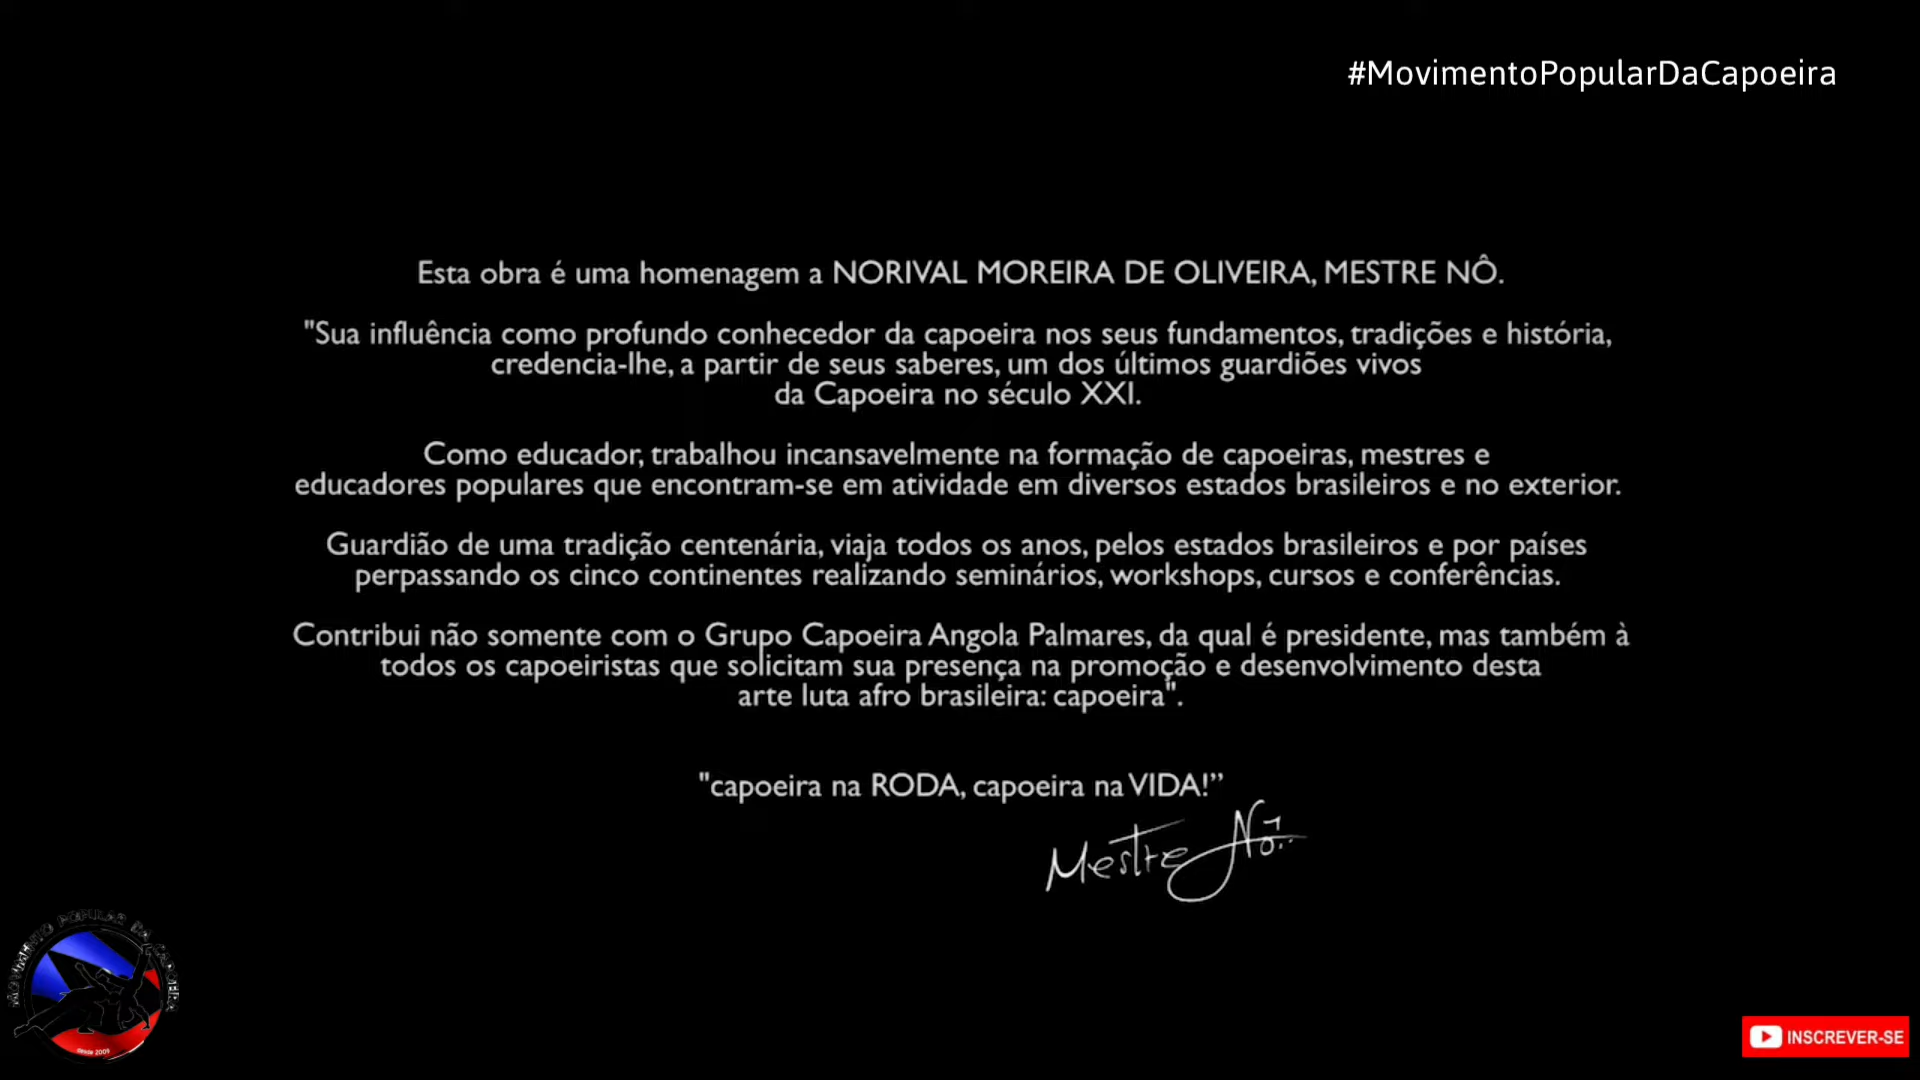 #MovimentoPopularDaCapoeira
Esta obra é uma homenagem a NORIVAL MOREIRA DE OLIVEIRA, MESTRE NÔ.
"Sua influência como profundo conhecedor da capoeira nos seus fundamentos, tradições e história,
credencia-lhe, a partir de seus saberes, um dos últimos guardiões vivos
da Capoeira no século XXI.
Como educador, trabalhou incansavelmente na formação de capoeiras, mestres e
educadores populares que encontram-se em atividade em diversos estados brasileiros e no exterior.
Guardião de uma tradição centenária, viaja todos os anos, pelos estados brasileiros e por países
perpassando os cinco continentes realizando seminários, workshops, cursos e conferências.
Contribui não somente com o Grupo Capoeira Angola Palmares, da qual é presidente, mas também à
todos os capoeiristas que solicitam sua presença na promoção e desenvolvimento desta
arte luta afro brasileira: capoeira".
"capoeira na RODA, capoeira na VIDA!”
Mestre Nô..
MOVIMENTO POPULAR DA CAPOEIRA
desde 2009
INSCREVER-SE